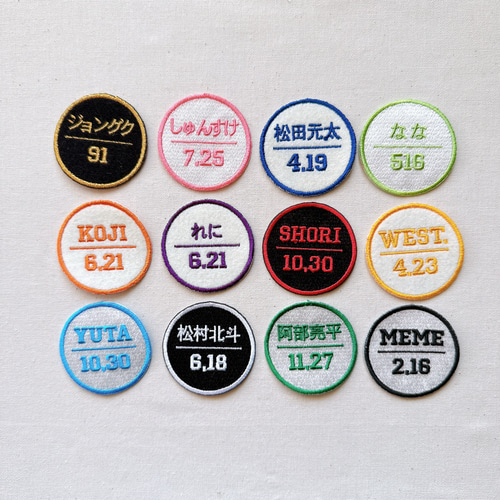 ジョングク
91
しゅんすけ
7.25
松田元太
4.19
なな
516
KOJI
6.21
れに
6.21
SHORI
10.30
WEST.
4.23
YUTA
10.30
松村北斗
6.18
阿部亮平
11.27
MEME
2.16